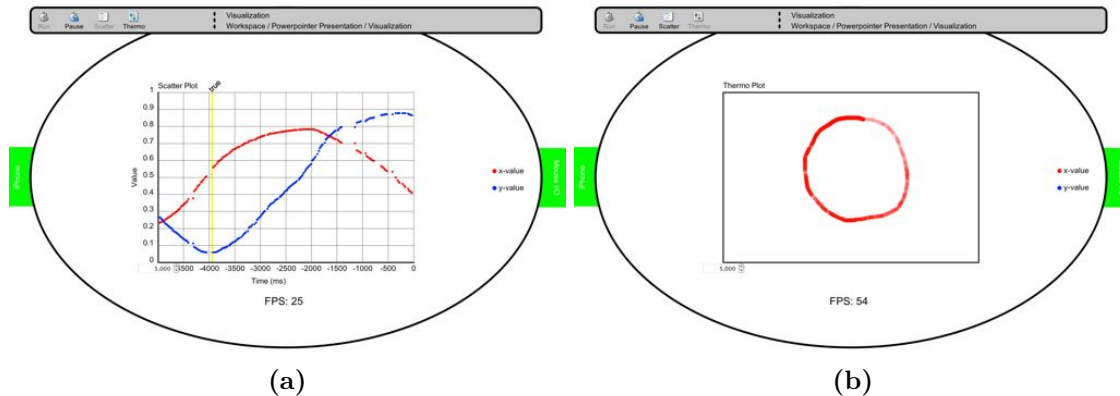 Run Pause Scatter Thermo
Visualization
Workspace / Powerpointer Presentation / Visualization
Scatter Plot
true
1
0.9
0.8
0.7
0.6
0.5
0.4
0.3
0.2
0.1
0
Value
5,000 3500 -4000 -3500 -3000 -2500 -2000 -1500 -1000 -500 0
Time (ms)
FPS: 25
iPhone
Mouse I/O
x-value
y-value
(a)
Run Pause Scatter Thermo
Visualization
Workspace / Powerpointer Presentation / Visualization
Thermo Plot
5,000
FPS: 54
iPhone
x-value
y-value
(b)